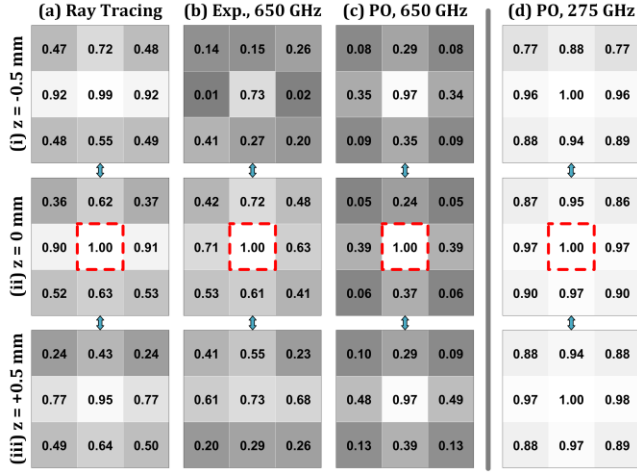 (a) Ray Tracing (b) Exp., 650 GHz (c) PO, 650 GHz (d) PO, 275 GHz
(i) z = -0.5 mm
0.47 0.72 0.48 0.14 0.15 0.26 0.08 0.29 0.08 0.77 0.88 0.77
0.92 0.99 0.92 0.01 0.73 0.02 0.35 0.97 0.34 0.96 1.00 0.96
0.48 0.55 0.49 0.41 0.27 0.20 0.09 0.35 0.09 0.88 0.94 0.89
(ii) z = 0 mm
0.36 0.62 0.37 0.42 0.72 0.48 0.05 0.24 0.05 0.87 0.95 0.86
0.90 1.00 0.91 0.71 1.00 0.63 0.39 1.00 0.39 0.97 1.00 0.97
0.52 0.63 0.53 0.53 0.61 0.41 0.06 0.37 0.06 0.90 0.97 0.90
(iii) z = +0.5 mm
0.24 0.43 0.24 0.41 0.55 0.23 0.10 0.29 0.09 0.88 0.94 0.88
0.77 0.95 0.77 0.61 0.73 0.68 0.48 0.97 0.49 0.97 1.00 0.98
0.49 0.64 0.50 0.20 0.29 0.26 0.13 0.39 0.13 0.88 0.97 0.89